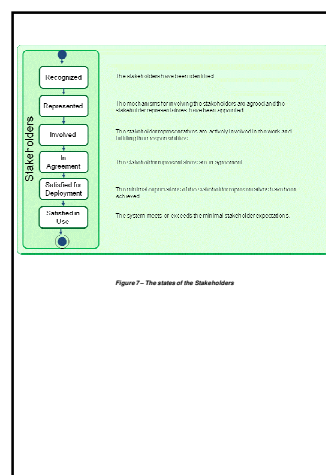 Stakeholders
Recognized
The stakeholders have been identified.
Represented
The mechanisms for involving the stakeholders are agreed and the
stakeholder representatives have been appointed.
Involved
The stakeholder representatives are actively involved in the work and
fulfilling their responsibilities.
In
Agreement
The stakeholder representatives are in agreement.
Satisfied for
Deployment
The minimal expectations of the stakeholder representatives have been
achieved.
Satisfied in
Use
The system meets or exceeds the minimal stakeholder expectations.
Figure 7 – The states of the Stakeholders